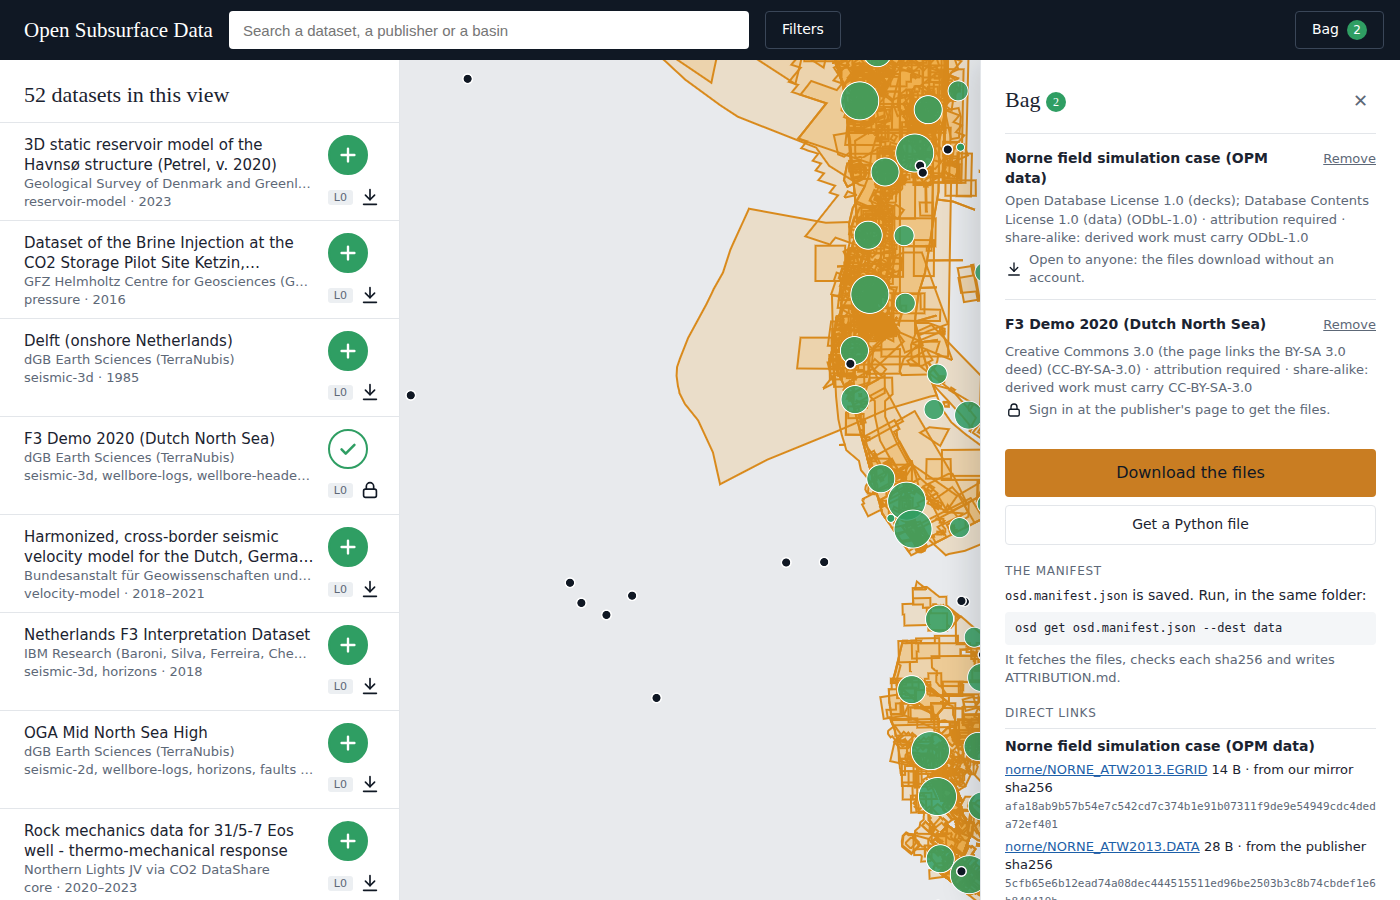 Open Subsurface Data
Search a dataset, a publisher or a basin
Filters
Bag 2
52 datasets in this view
3D static reservoir model of the
Havnsø structure (Petrel, v. 2020)
Geological Survey of Denmark and Greenl...
reservoir-model · 2023
L0
Dataset of the Brine Injection at the
CO2 Storage Pilot Site Ketzin,...
GFZ Helmholtz Centre for Geosciences (G...
pressure · 2016
L0
Delft (onshore Netherlands)
dGB Earth Sciences (TerraNubis)
seismic-3d · 1985
L0
F3 Demo 2020 (Dutch North Sea)
dGB Earth Sciences (TerraNubis)
seismic-3d, wellbore-logs, wellbore-heade...
L0
Harmonized, cross-border seismic
velocity model for the Dutch, Germa...
Bundesanstalt für Geowissenschaften und...
velocity-model · 2018–2021
L0
Netherlands F3 Interpretation Dataset
IBM Research (Baroni, Silva, Ferreira, Che...
seismic-3d, horizons · 2018
L0
OGA Mid North Sea High
dGB Earth Sciences (TerraNubis)
seismic-2d, wellbore-logs, horizons, faults ...
L0
Rock mechanics data for 31/5-7 Eos
well - thermo-mechanical response
Northern Lights JV via CO2 DataShare
core · 2020–2023
L0
Bag 2
Norne field simulation case (OPM
data)
Remove
Open Database License 1.0 (decks); Database Contents
License 1.0 (data) (ODbL-1.0) · attribution required ·
share-alike: derived work must carry ODbL-1.0
Open to anyone: the files download without an
account.
F3 Demo 2020 (Dutch North Sea)
Remove
Creative Commons 3.0 (the page links the BY-SA 3.0
deed) (CC-BY-SA-3.0) · attribution required · share-alike:
derived work must carry CC-BY-SA-3.0
Sign in at the publisher's page to get the files.
Download the files
Get a Python file
THE MANIFEST
osd.manifest.json is saved. Run, in the same folder:
osd get osd.manifest.json --dest data
It fetches the files, checks each sha256 and writes
ATTRIBUTION.md.
DIRECT LINKS
Norne field simulation case (OPM data)
norne/NORNE_ATW2013.EGRID 14 B · from our mirror
sha256
afa18ab9b57b54e7c542cd7c374b1e91b07311f9de9e54949cdc4ded
a72ef401
norne/NORNE_ATW2013.DATA 28 B · from the publisher
sha256
5cfb65e6b12ead74a08dec444515511ed96be2503b3c8b74cbdef1e6